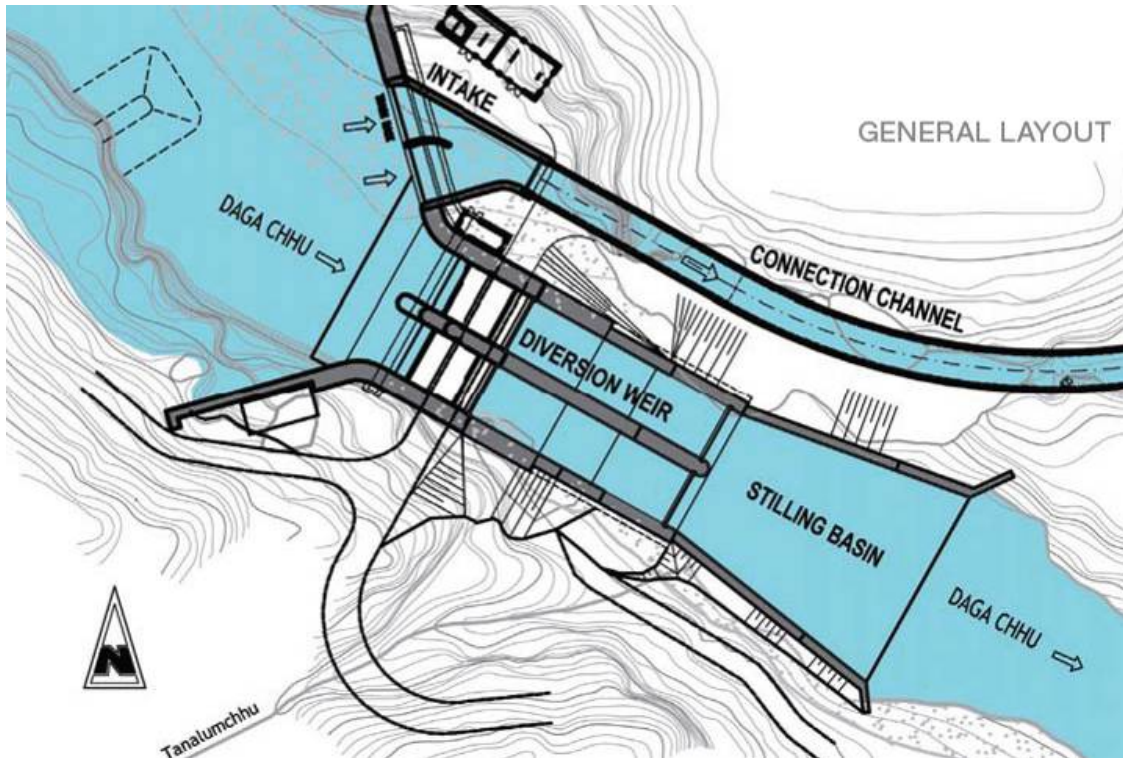 INTAKE
GENERAL LAYOUT
DAGA CHHU
CONNECTION CHANNEL
DIVERSION WEIR
STILLING BASIN
DAGA CHHU
N
Tanalumchhu